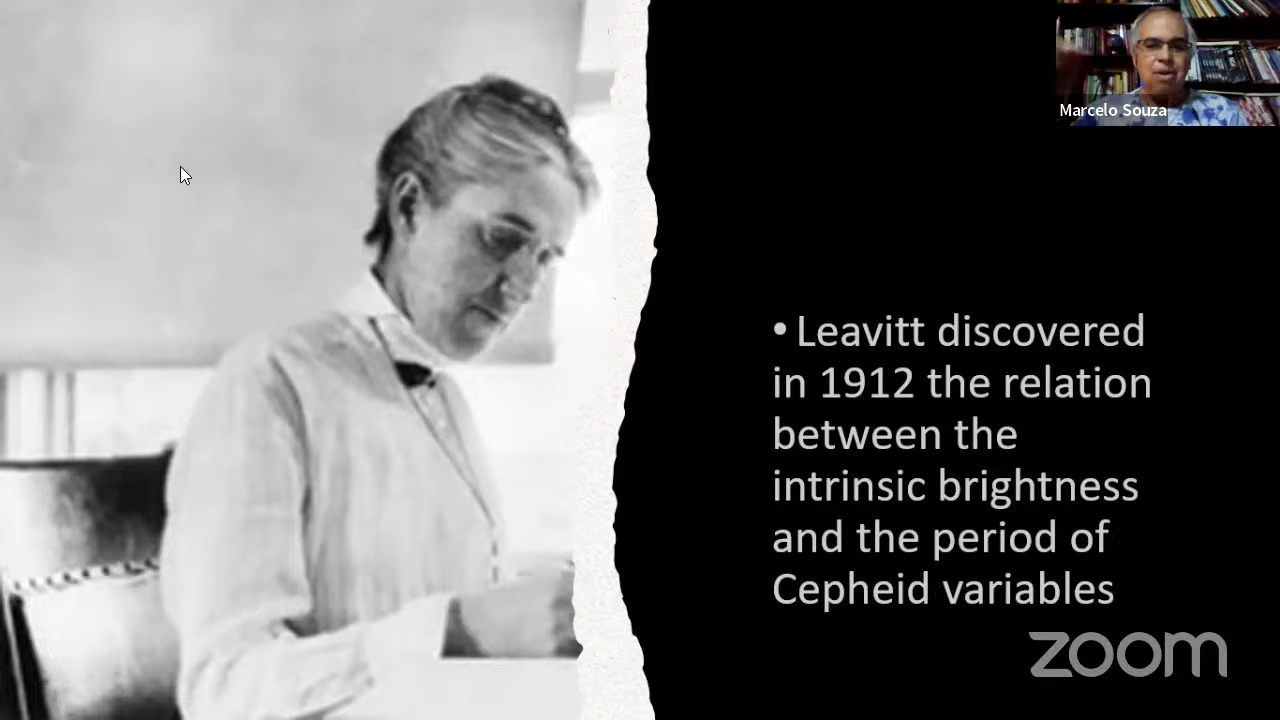 Marcelo Souza
• Leavitt discovered
in 1912 the relation
between the
intrinsic brightness
and the period of
Cepheid variables
zoom